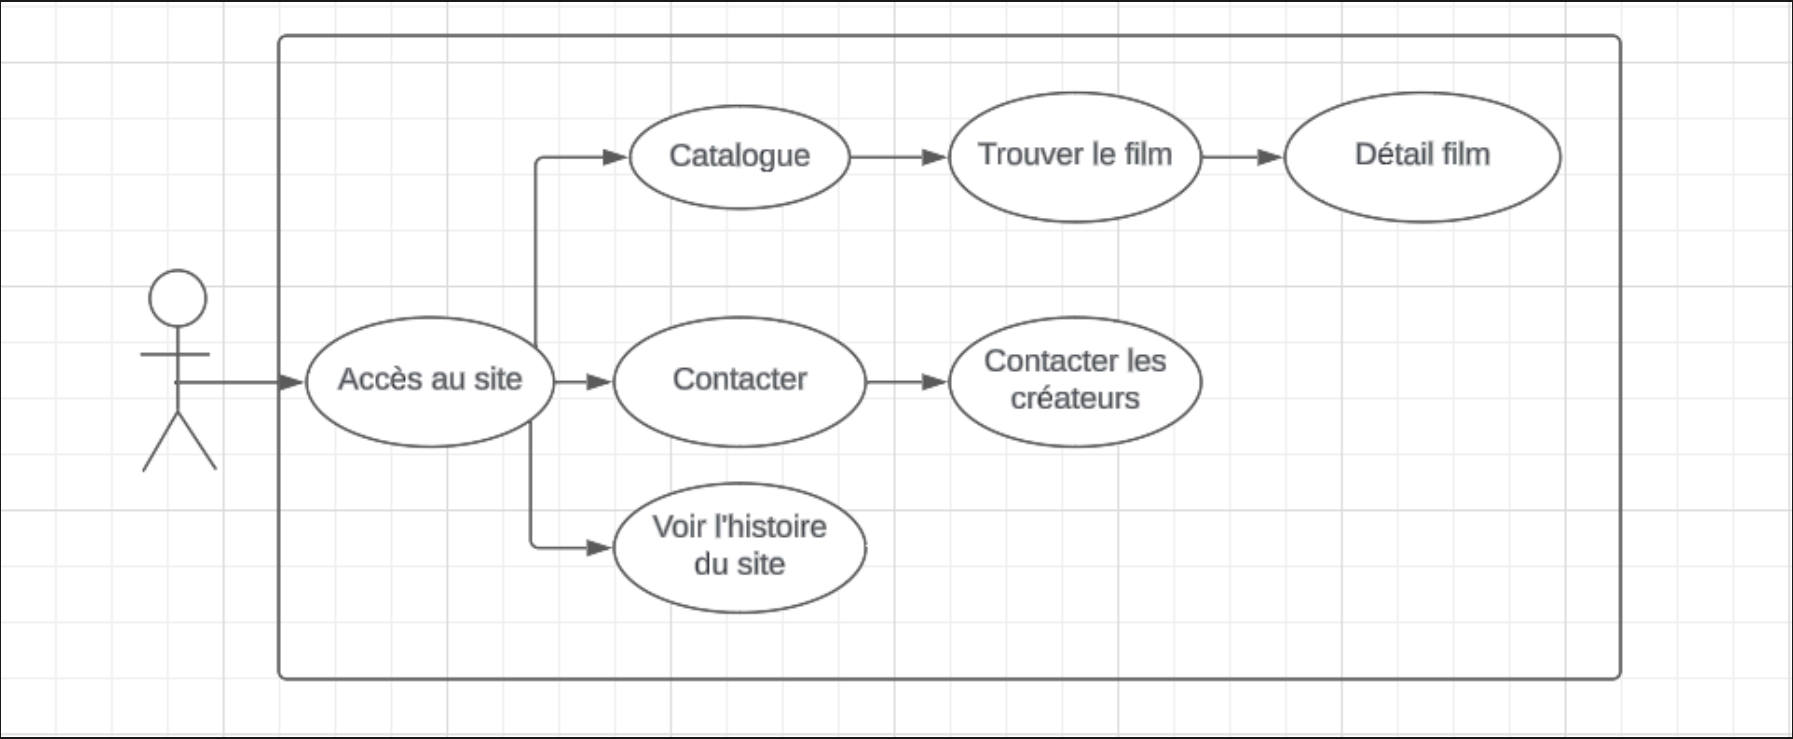 Catalogue
Trouver le film
Détail film
Accès au site
Contacter
Contacter les
créateurs
Voir l'histoire
du site